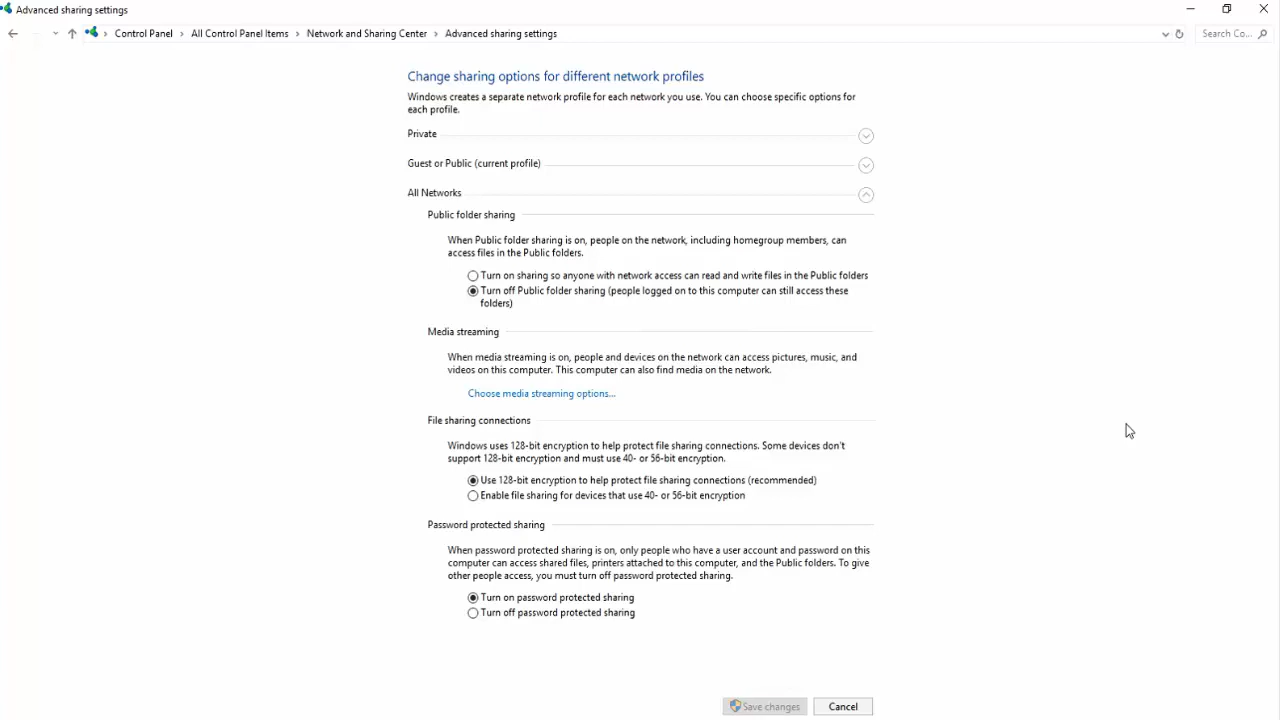 Advanced sharing settings
Control Panel › All Control Panel Items › Network and Sharing Center › Advanced sharing settings
Search Co...
Change sharing options for different network profiles
Windows creates a separate network profile for each network you use. You can choose specific options for
each profile.
Private
Guest or Public (current profile)
All Networks
Public folder sharing
When Public folder sharing is on, people on the network, including homegroup members, can
access files in the Public folders.
Turn on sharing so anyone with network access can read and write files in the Public folders
Turn off Public folder sharing (people logged on to this computer can still access these
folders)
Media streaming
When media streaming is on, people and devices on the network can access pictures, music, and
videos on this computer. This computer can also find media on the network.
Choose media streaming options...
File sharing connections
Windows uses 128-bit encryption to help protect file sharing connections. Some devices don't
support 128-bit encryption and must use 40- or 56-bit encryption.
Use 128-bit encryption to help protect file sharing connections (recommended)
Enable file sharing for devices that use 40- or 56-bit encryption
Password protected sharing
When password protected sharing is on, only people who have a user account and password on this
computer can access shared files, printers attached to this computer, and the Public folders. To give
other people access, you must turn off password protected sharing.
Turn on password protected sharing
Turn off password protected sharing
Save changes
Cancel